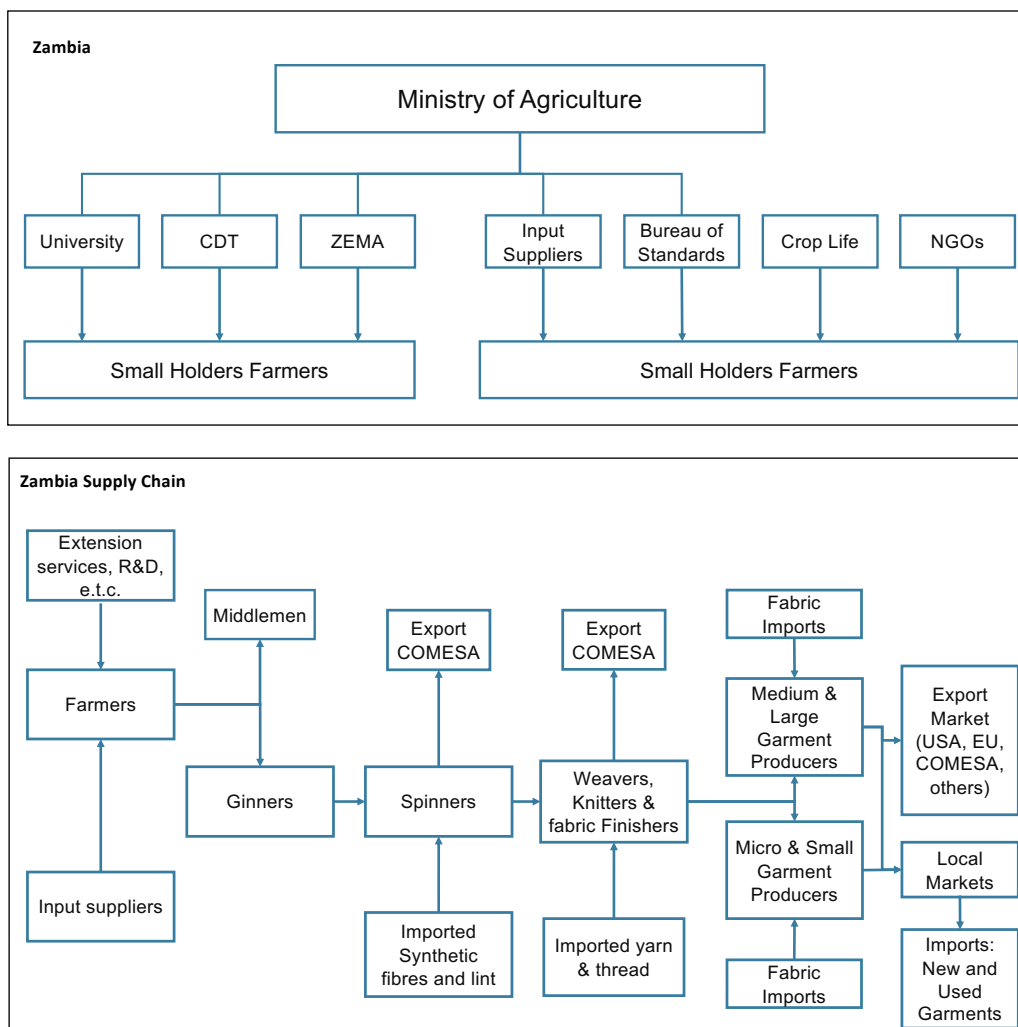 Zambia
Ministry of Agriculture
University
CDT
ZEMA
Input
Suppliers
Bureau of
Standards
Crop Life
NGOs
Small Holders Farmers
Small Holders Farmers
Zambia Supply Chain
Extension
services, R&D,
e.t.c.
Farmers
Input suppliers
Middlemen
Ginners
Export
COMESA
Spinners
Imported
Synthetic
fibres and lint
Export
COMESA
Weavers,
Knitters &
fabric Finishers
Imported yarn
& thread
Fabric
Imports
Medium &
Large
Garment
Producers
Micro & Small
Garment
Producers
Fabric
Imports
Export
Market
(USA, EU,
COMESA,
others)
Local
Markets
Imports:
New and
Used
Garments